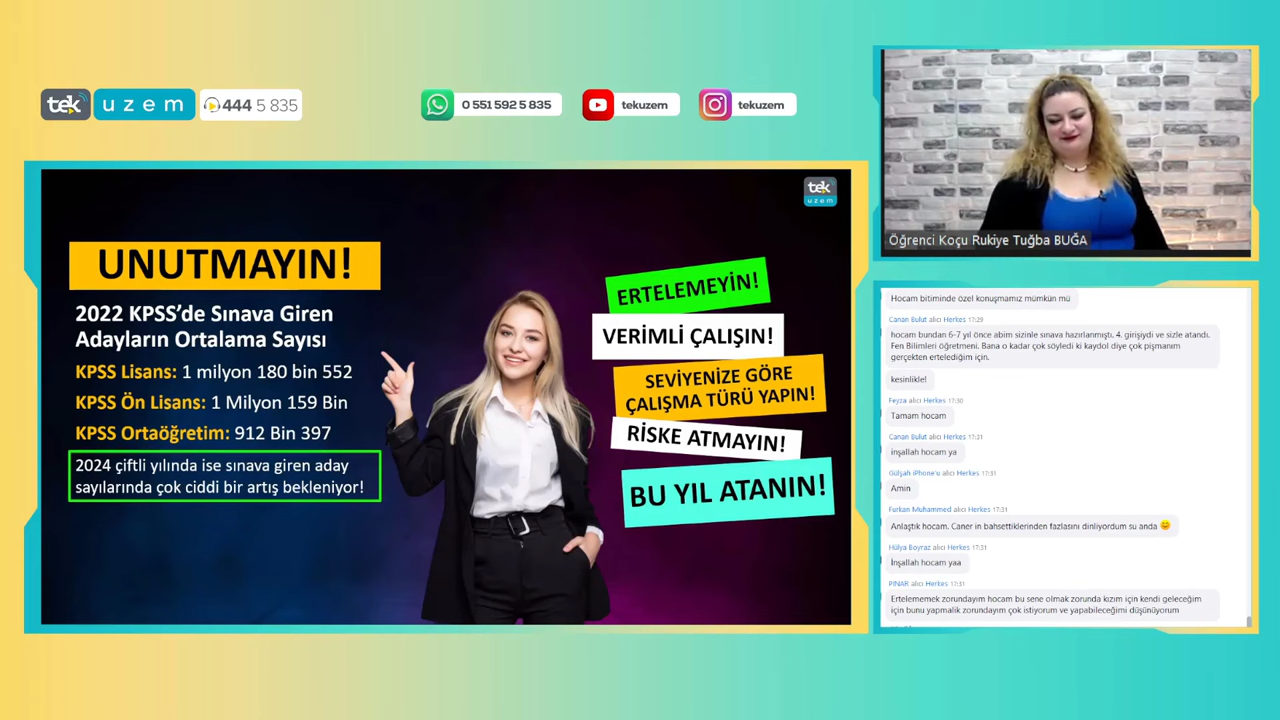 tek
uzem
444 5 835
0 551 592 5 835
tekuzem
tekuzem
tek
uzem
UNUTMAYIN!
2022 KPSS’de Sınava Giren
Adayların Ortalama Sayısı
KPSS Lisans: 1 milyon 180 bin 552
KPSS Ön Lisans: 1 Milyon 159 Bin
KPSS Ortaöğretim: 912 Bin 397
2024 çiftli yılında ise sınava giren aday
sayılarında çok ciddi bir artış bekleniyor!
ERTELEMEYİN!
VERİMLİ ÇALIŞIN!
SEVİYENİZE GÖRE
ÇALIŞMA TÜRÜ YAPIN!
RİSKE ATMAYIN!
BU YIL ATANIN!
Öğrenci Koçu Rukiye Tuğba BUĞA
Hocam bitiminde özel konuşmamız mümkün mü
Canan Bulut alıcı Herkes 17:29
hocam bundan 6-7 yıl önce abim sizinle sınava hazırlanmıştı, 4. girişiydi ve sizle atandı.
Fen Bilimleri öğretmeni. Bana o kadar çok söyledi ki kaydol diye çok pişmanım
gerçekten ertelediğim için.
kesinlikle!
Feyza alıcı Herkes 17:30
Tamam hocam
Canan Bulut alıcı Herkes 17:31
inşallah hocam ya
Gülşah iPhone'u alıcı Herkes 17:31
Amin
Furkan Muhammed alıcı Herkes 17:31
Anlaştık hocam. Caner in bahsettiklerinden fazlasını dinliyordum su anda 😊
Hülya Boyraz alıcı Herkes 17:31
İnşallah hocam yaa
PINAR alıcı Herkes 17:31
Ertelememek zorundayım hocam bu sene olmak zorunda kızım için kendi geleceğim
için bunu yapmalik zorundayım çok istiyorum ve yapabileceğimi düşünüyorum